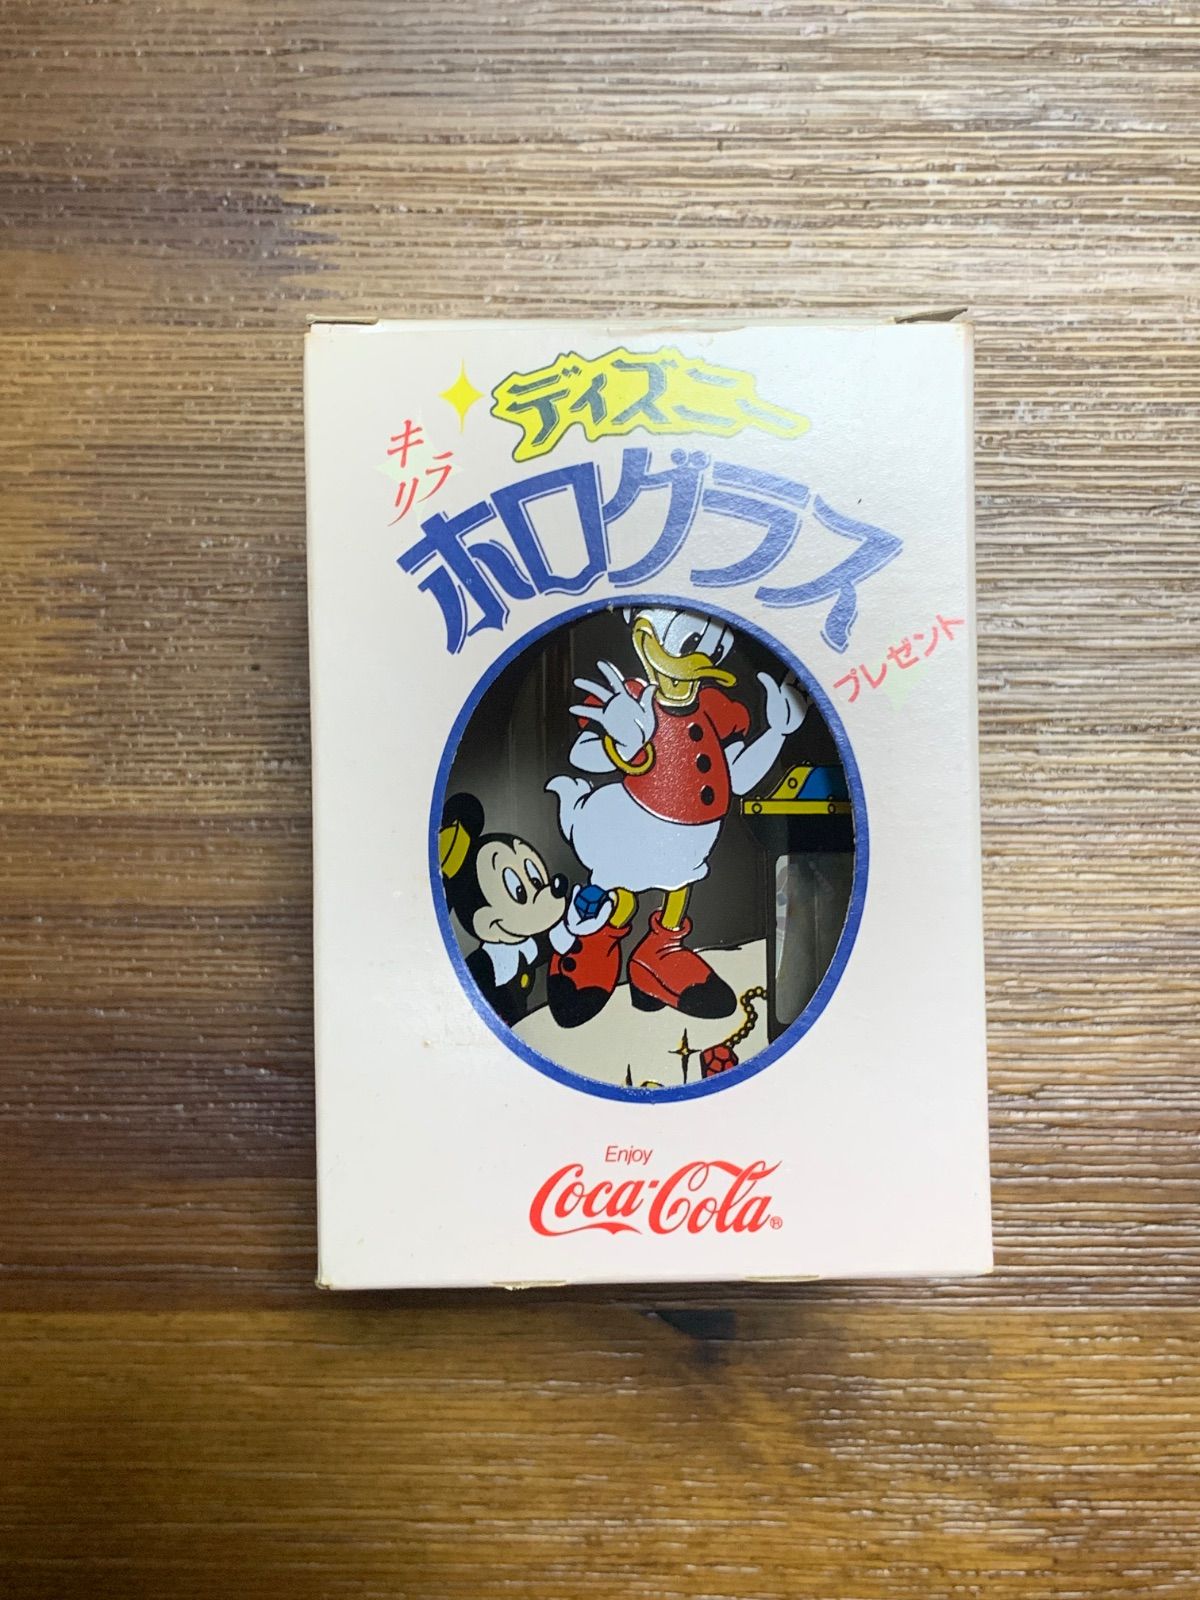 ディズニー
キラリ
ホログラス
プレゼント
Enjoy
Coca-Cola®